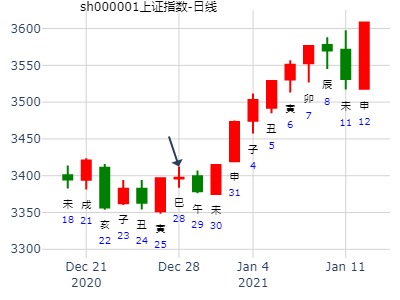 sh000001上证指数-日线
3600
3550
3500
3450
3400
3350
3300
未 18
戌 21
亥 22
子 23
丑 24
寅 25
巳 28
午 29
未 30
申 31
子 4
丑 5
寅 6
卯 7
辰 8
未 11
申 12
Dec 21 Dec 28 Jan 4 Jan 11
2020 2021